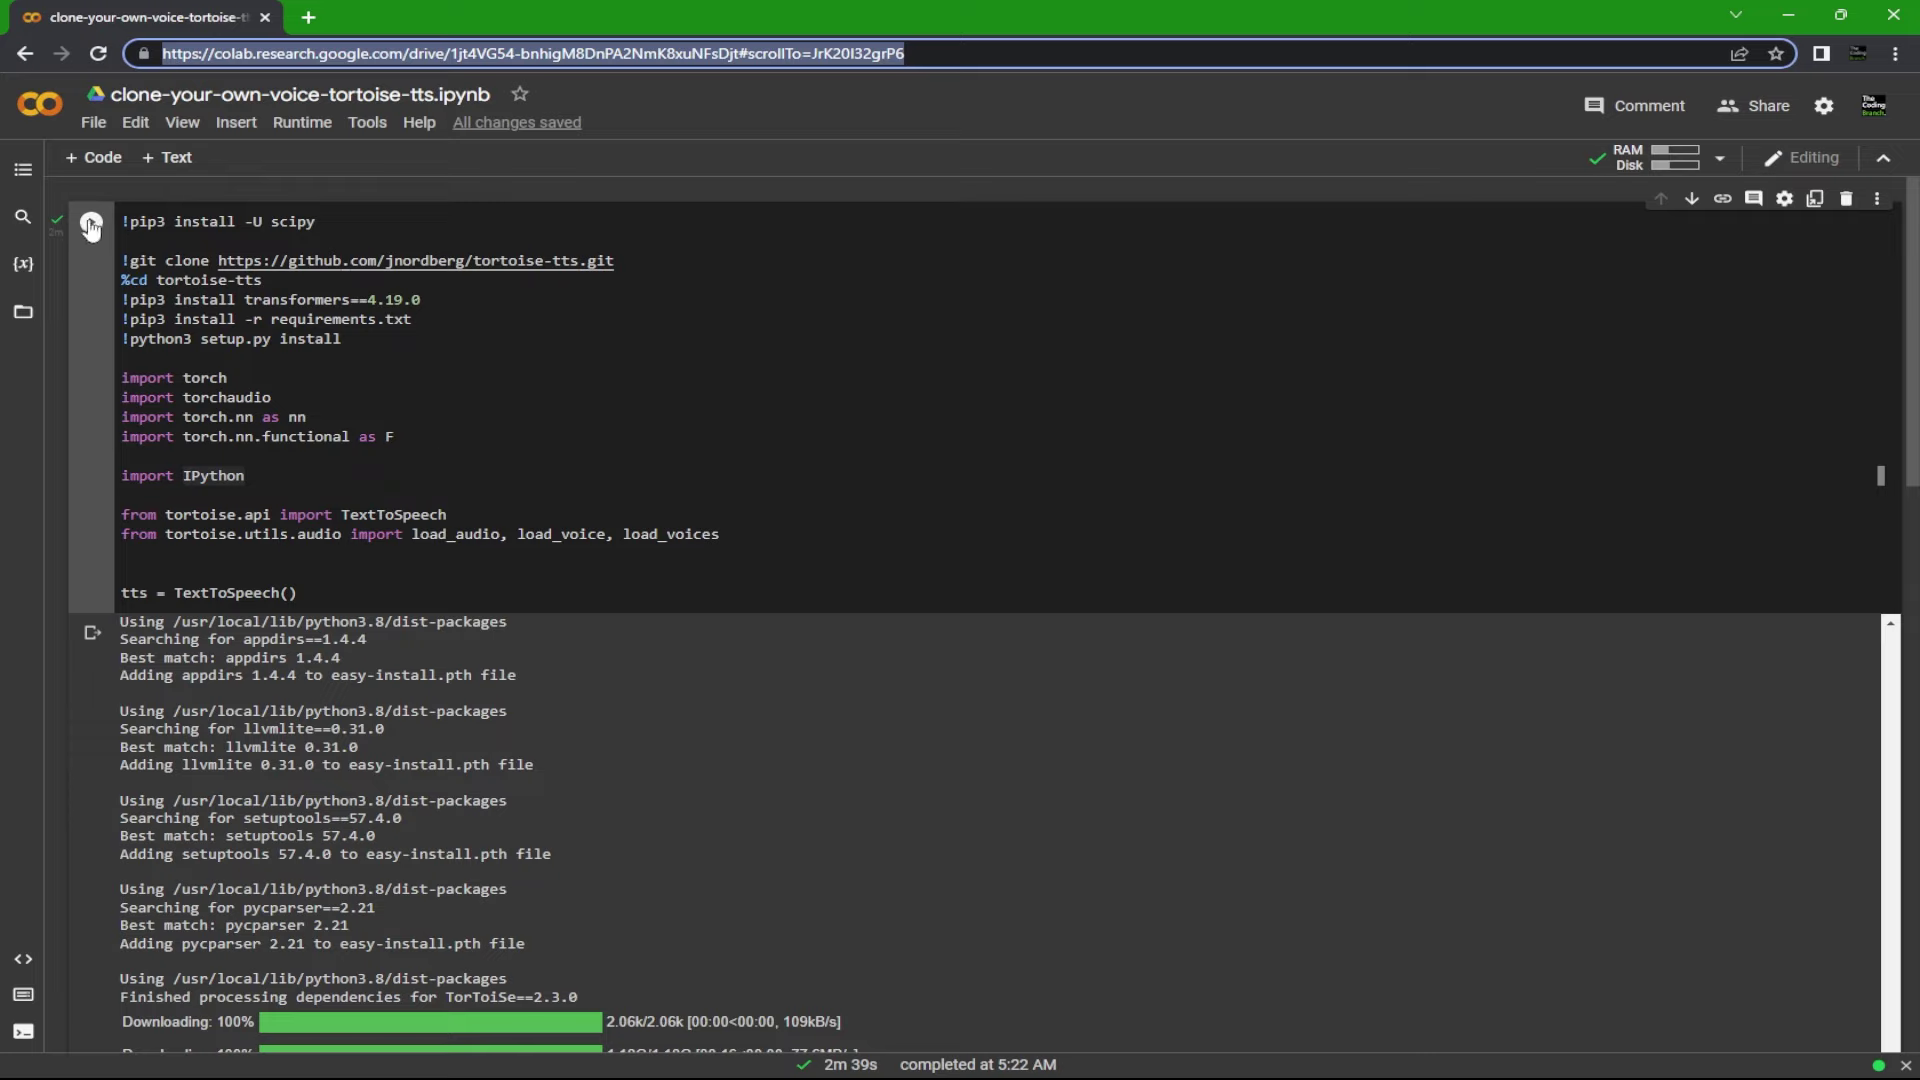 clone-your-own-voice-tortoise-t
https://colab.research.google.com/drive/1jt4VG54-bnhigM8DnPA2NmK8xuNFsDjt#scrollTo=JrK20I32grP6
clone-your-own-voice-tortoise-tts.ipynb
File Edit View Insert Runtime Tools Help All changes saved
Comment Share
The Coding Branch.
+ Code + Text
RAM
Disk
Editing
2m
!pip3 install -U scipy
!git clone https://github.com/jnordberg/tortoise-tts.git
%cd tortoise-tts
!pip3 install transformers==4.19.0
!pip3 install -r requirements.txt
!python3 setup.py install
import torch
import torchaudio
import torch.nn as nn
import torch.nn.functional as F
import IPython
from tortoise.api import TextToSpeech
from tortoise.utils.audio import load_audio, load_voice, load_voices
tts = TextToSpeech()
Using /usr/local/lib/python3.8/dist-packages
Searching for appdirs==1.4.4
Best match: appdirs 1.4.4
Adding appdirs 1.4.4 to easy-install.pth file
Using /usr/local/lib/python3.8/dist-packages
Searching for llvmlite==0.31.0
Best match: llvmlite 0.31.0
Adding llvmlite 0.31.0 to easy-install.pth file
Using /usr/local/lib/python3.8/dist-packages
Searching for setuptools==57.4.0
Best match: setuptools 57.4.0
Adding setuptools 57.4.0 to easy-install.pth file
Using /usr/local/lib/python3.8/dist-packages
Searching for pycparser==2.21
Best match: pycparser 2.21
Adding pycparser 2.21 to easy-install.pth file
Using /usr/local/lib/python3.8/dist-packages
Finished processing dependencies for TorToiSe==2.3.0
Downloading: 100% 2.06k/2.06k [00:00<00:00, 109kB/s]
2m 39s completed at 5:22 AM